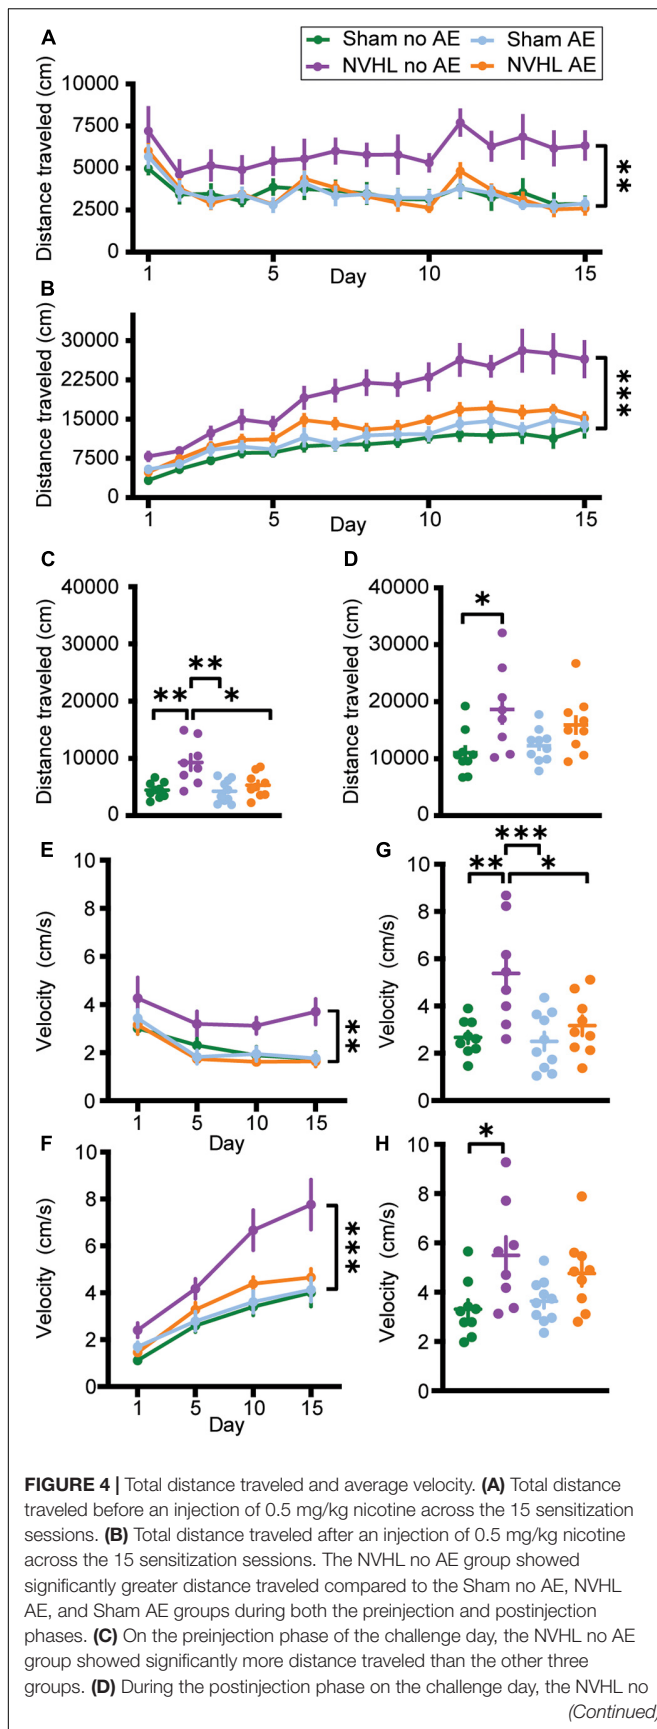 A
Sham no AE
Sham AE
NVHL no AE
NVHL AE
Distance traveled (cm)
10000
7500
5000
2500
0
**
1
5
10
15
Day
B
Distance traveled (cm)
30000
22500
15000
7500
0
***
1
5
10
15
Day
C
Distance traveled (cm)
40000
30000
20000
10000
0
**
**
*
D
Distance traveled (cm)
40000
30000
20000
10000
0
*
E
Velocity (cm/s)
10
8
6
4
2
0
**
1
5
10
15
Day
G
Velocity (cm/s)
10
8
6
4
2
0
**
***
*
F
Velocity (cm/s)
10
8
6
4
2
0
***
1
5
10
15
Day
H
Velocity (cm/s)
10
8
6
4
2
0
*
FIGURE 4 | Total distance traveled and average velocity. (A) Total distance
traveled before an injection of 0.5 mg/kg nicotine across the 15 sensitization
sessions. (B) Total distance traveled after an injection of 0.5 mg/kg nicotine
across the 15 sensitization sessions. The NVHL no AE group showed
significantly greater distance traveled compared to the Sham no AE, NVHL
AE, and Sham AE groups during both the preinjection and postinjection
phases. (C) On the preinjection phase of the challenge day, the NVHL no AE
group showed significantly more distance traveled than the other three
groups. (D) During the postinjection phase on the challenge day, the NVHL no
(Continued)